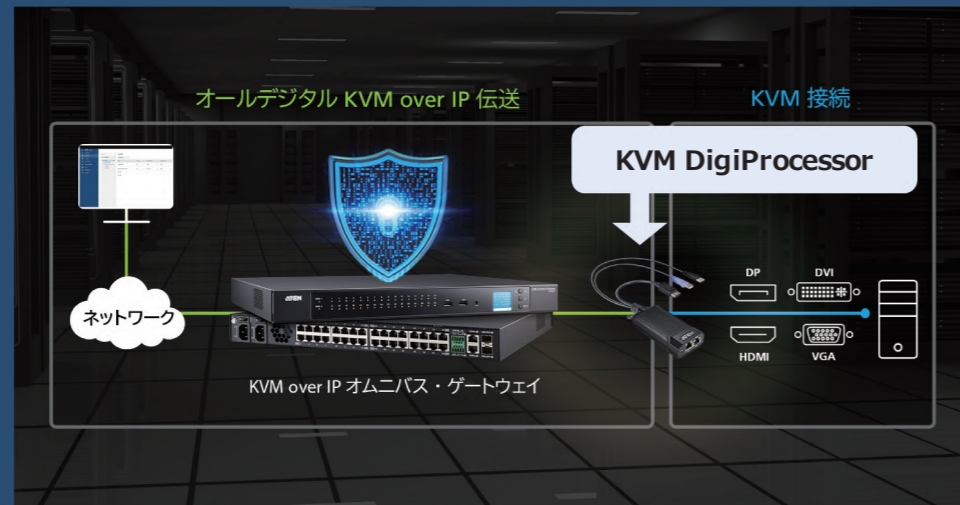 オールデジタル KVM over IP 伝送
KVM 接続
KVM DigiProcessor
DP
DVI
ネットワーク
ATEN
HDMI
VGA
KVM over IP オムニバス・ゲートウェイ